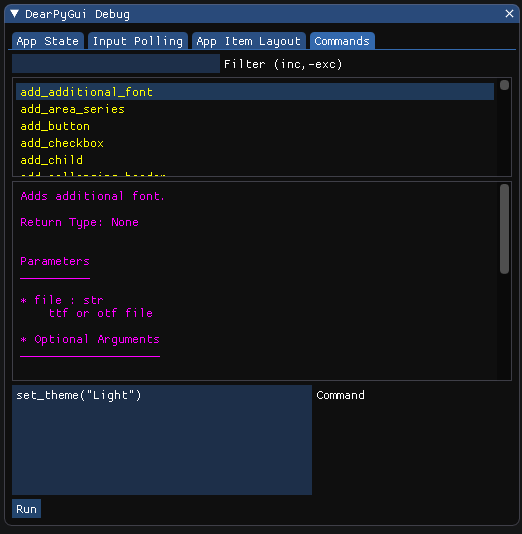 DearPyGui Debug
App State
Input Polling
App Item Layout
Commands
Filter (inc,-exc)
add_additional_font
add_area_series
add_button
add_checkbox
add_child
add_collapsing_header
Adds additional font.
Return Type: None
Parameters
* file : str
ttf or otf file
* Optional Arguments
set_theme("Light")
Command
Run